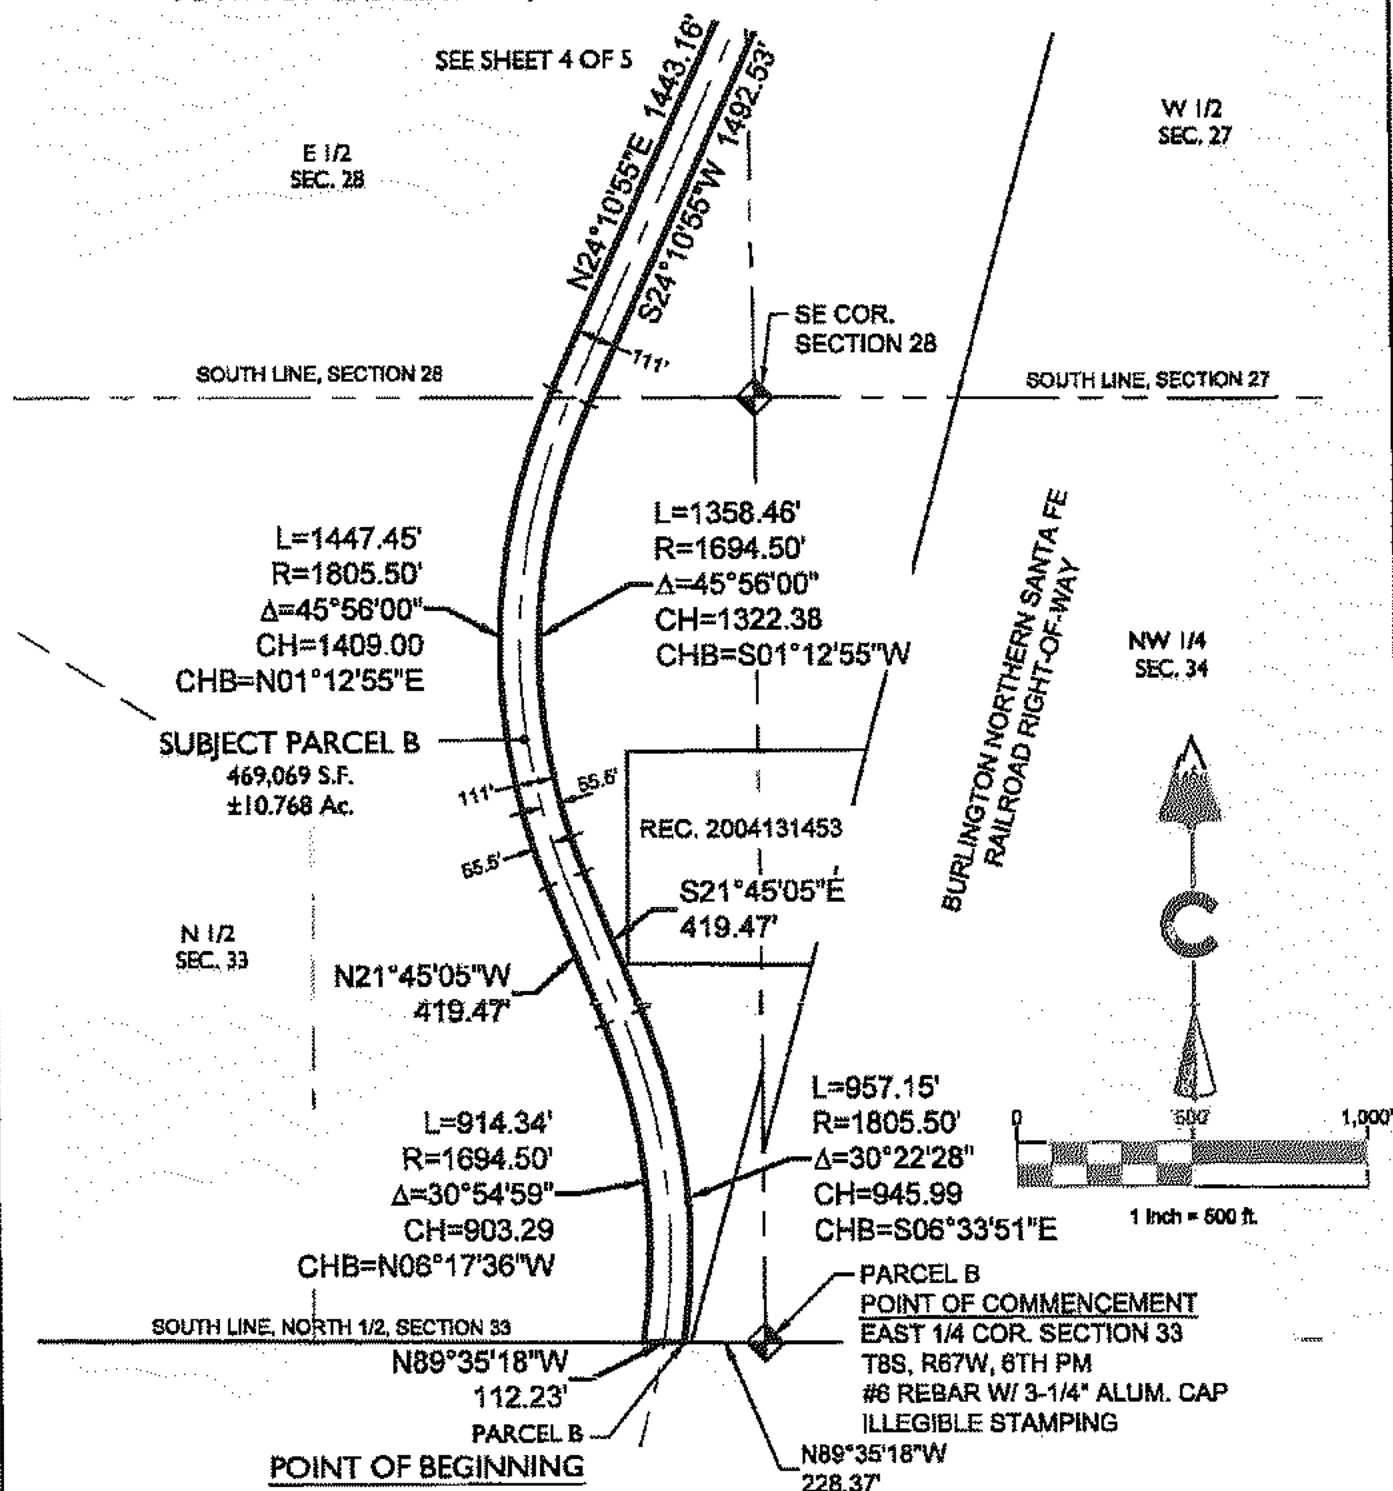 SEE SHEET 4 OF 5
N24°10'55"E 1443.16'
S24°10'55"W 1492.53'
W 1/2
SEC. 27
E 1/2
SEC. 28
111'
SE COR.
SECTION 28
SOUTH LINE, SECTION 28
SOUTH LINE, SECTION 27
L=1447.45'
R=1805.50'
Δ=45°56'00"
CH=1409.00
CHB=N01°12'55"E
L=1358.46'
R=1694.50'
Δ=45°56'00"
CH=1322.38
CHB=S01°12'55"W
BURLINGTON NORTHERN SANTA FE
RAILROAD RIGHT-OF-WAY
NW 1/4
SEC. 34
SUBJECT PARCEL B
469,069 S.F.
±10.768 Ac.
111'
55.5'
55.5'
REC. 2004131453
S21°45'05"E
419.47'
N 1/2
SEC. 33
N21°45'05"W
419.47'
C
L=914.34'
R=1694.50'
Δ=30°54'59"
CH=903.29
CHB=N06°17'36"W
L=957.15'
R=1805.50'
Δ=30°22'28"
CH=945.99
CHB=S06°33'51"E
0 500' 1,000'
1 Inch = 500 ft.
SOUTH LINE, NORTH 1/2, SECTION 33
N89°35'18"W
112.23'
PARCEL B
POINT OF BEGINNING
PARCEL B
POINT OF COMMENCEMENT
EAST 1/4 COR. SECTION 33
T8S, R67W, 6TH PM
#6 REBAR W/ 3-1/4" ALUM. CAP
ILLEGIBLE STAMPING
N89°35'18"W
228.37'